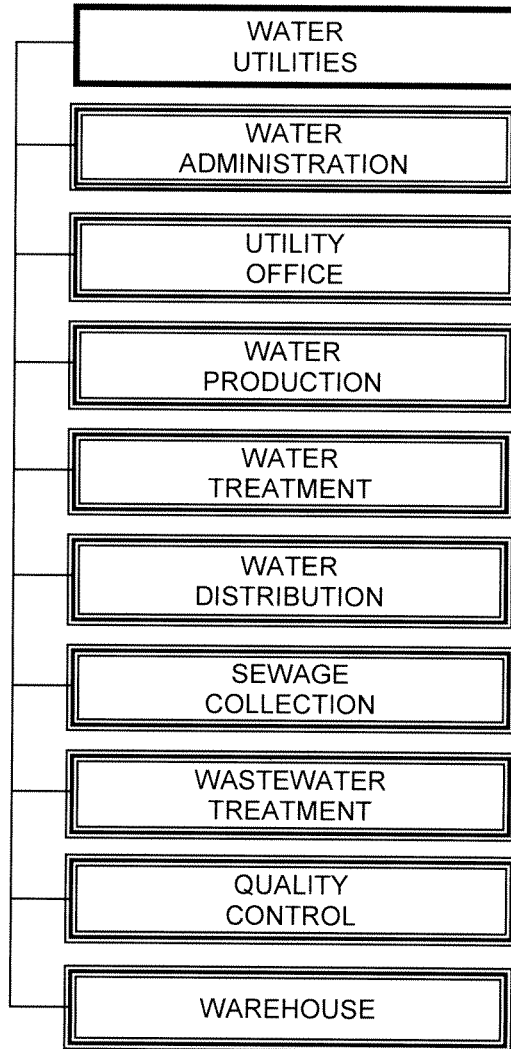 WATER
UTILITIES
WATER
ADMINISTRATION
UTILITY
OFFICE
WATER
PRODUCTION
WATER
TREATMENT
WATER
DISTRIBUTION
SEWAGE
COLLECTION
WASTEWATER
TREATMENT
QUALITY
CONTROL
WAREHOUSE